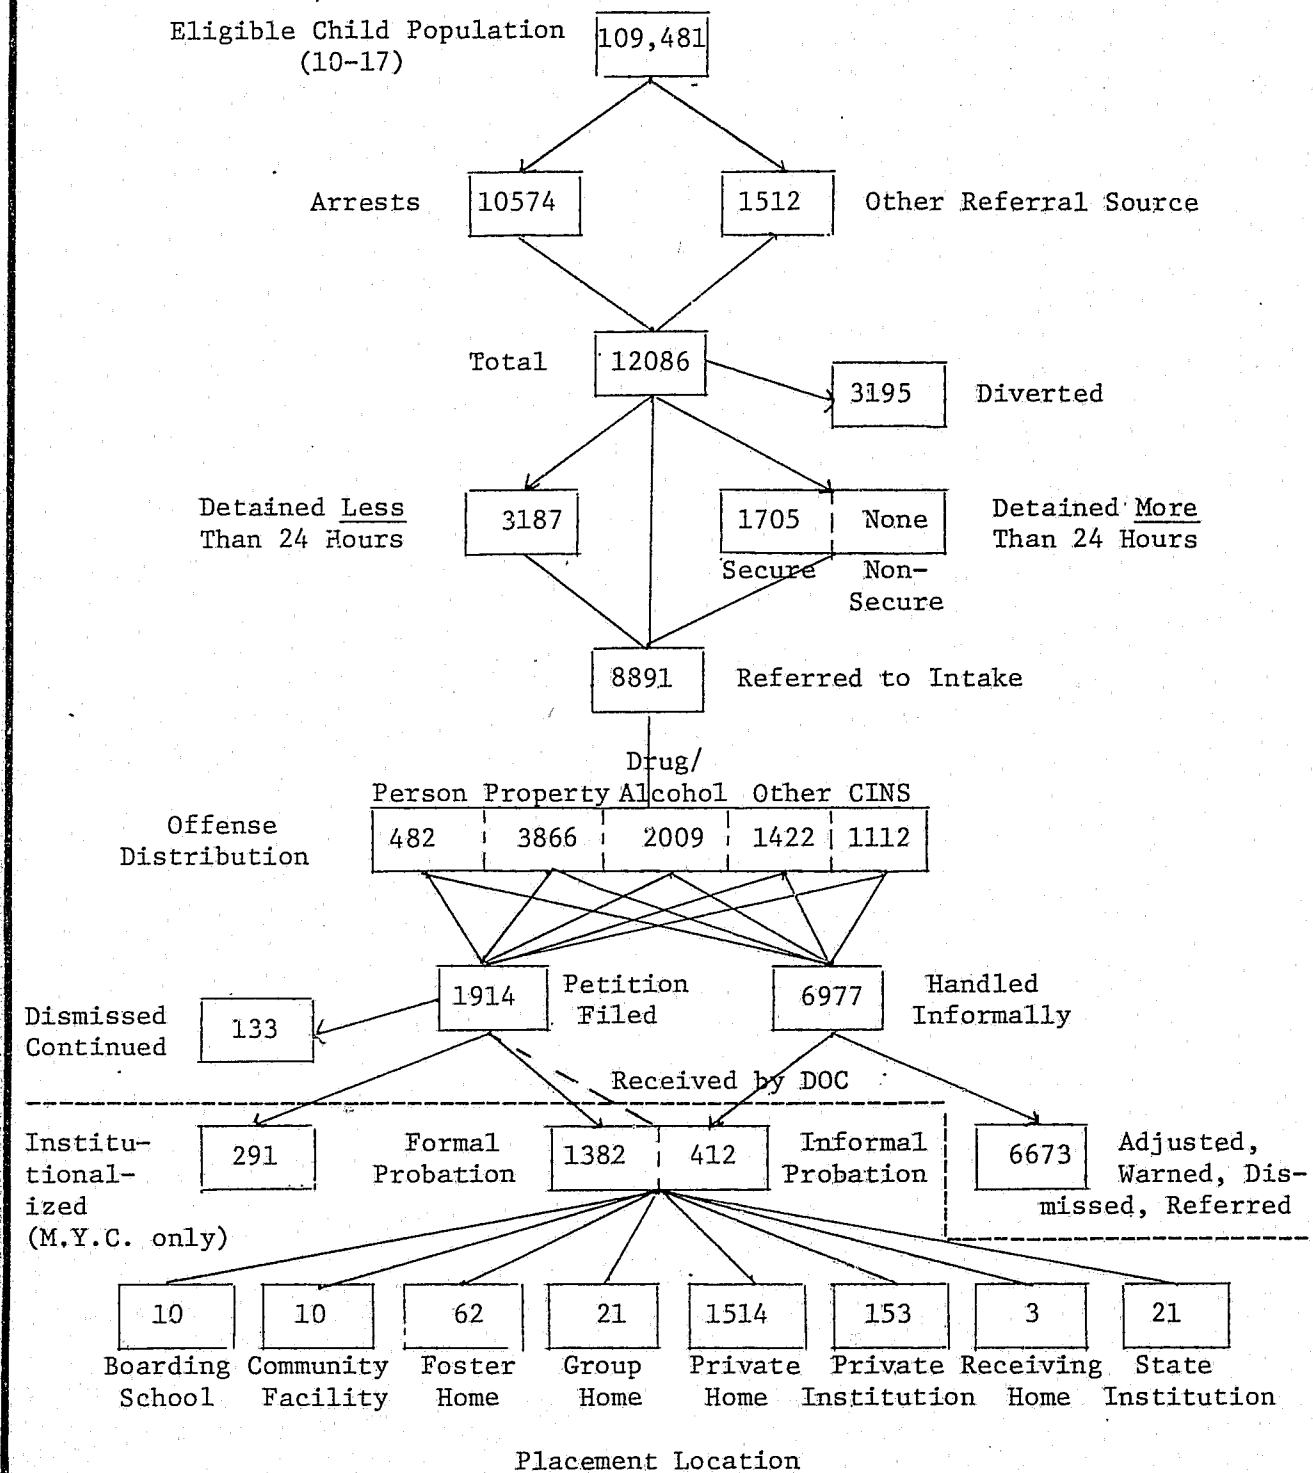 Eligible Child Population
(10-17)
109,481
Arrests
10574
1512
Other Referral Source
Total
12086
3195
Diverted
Detained Less
Than 24 Hours
3187
1705
None
Detained More
Than 24 Hours
Secure
Non-
Secure
8891
Referred to Intake
Drug/
Person Property Alcohol Other CINS
Offense
Distribution
482 3866 2009 1422 1112
1914
Petition
Filed
6977
Handled
Informally
Dismissed
Continued
133
Received by DOC
Institu-
tional-
ized
(M.Y.C. only)
291
Formal
Probation
1382
412
Informal
Probation
6673
Adjusted,
Warned, Dis-
missed, Referred
10 10 62 21 1514 153 3 21
Boarding Community Foster Group Private Private Receiving State
School Facility Home Home Home Institution Home Institution
Placement Location